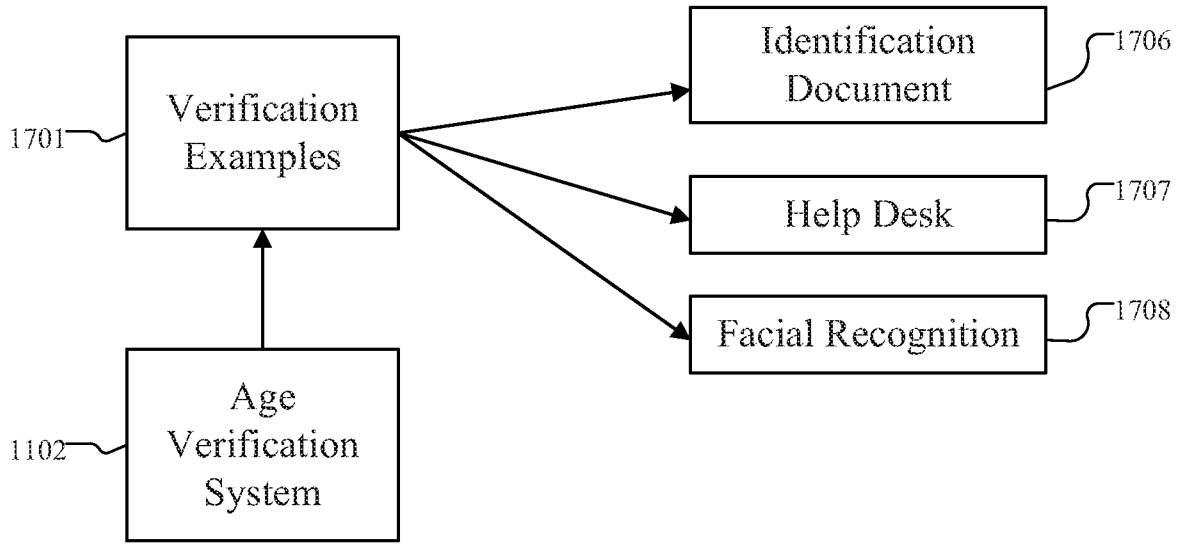 Identification
Document
1706
Verification
Examples
1701
Help Desk
1707
Facial Recognition
1708
Age
Verification
System
1102